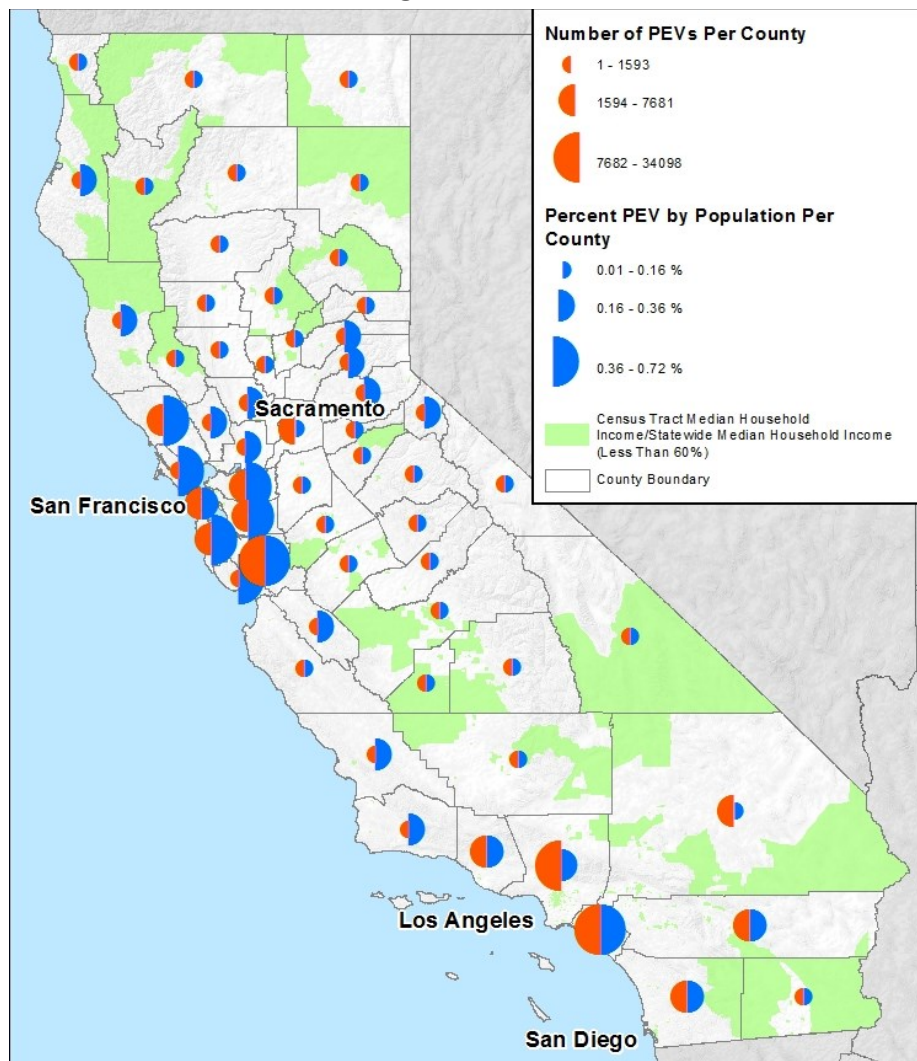 Number of PEVs Per County
1 - 1593
1594 - 7681
7682 - 34098
Percent PEV by Population Per
County
0.01 - 0.16 %
0.16 - 0.36 %
0.36 - 0.72 %
Census Tract Median Household
Income/Statewide Median Household Income
(Less Than 60%)
County Boundary
Sacramento
San Francisco
Los Angeles
San Diego